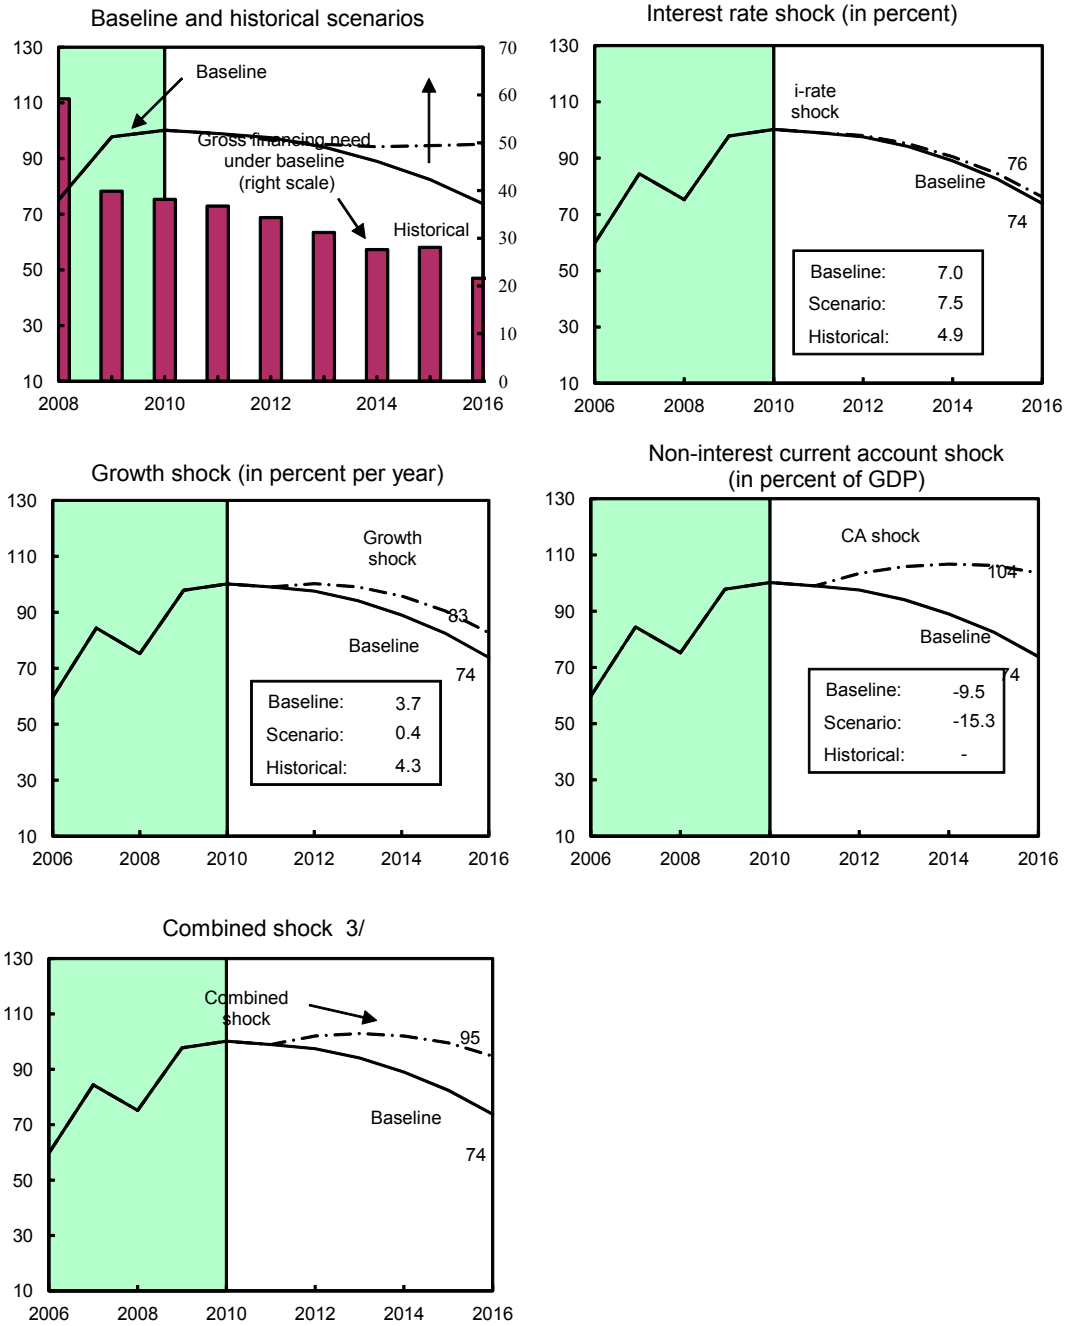 Baseline and historical scenarios
130
110
90
70
50
30
10
70
60
50
40
30
20
10
0
Baseline
Gross financing need
under baseline
(right scale)
Historical
2008
2010
2012
2014
2016
Interest rate shock (in percent)
130
110
90
70
50
30
10
i-rate
shock
76
Baseline
74
Baseline: 7.0
Scenario: 7.5
Historical: 4.9
2006
2008
2010
2012
2014
2016
Growth shock (in percent per year)
130
110
90
70
50
30
10
Growth
shock
83
Baseline
74
Baseline: 3.7
Scenario: 0.4
Historical: 4.3
2006
2008
2010
2012
2014
2016
Non-interest current account shock
(in percent of GDP)
130
110
90
70
50
30
10
CA shock
104
Baseline
74
Baseline: -9.5
Scenario: -15.3
Historical: -
2006
2008
2010
2012
2014
2016
Combined shock 3/
130
110
90
70
50
30
10
Combined
shock
95
Baseline
74
2006
2008
2010
2012
2014
2016